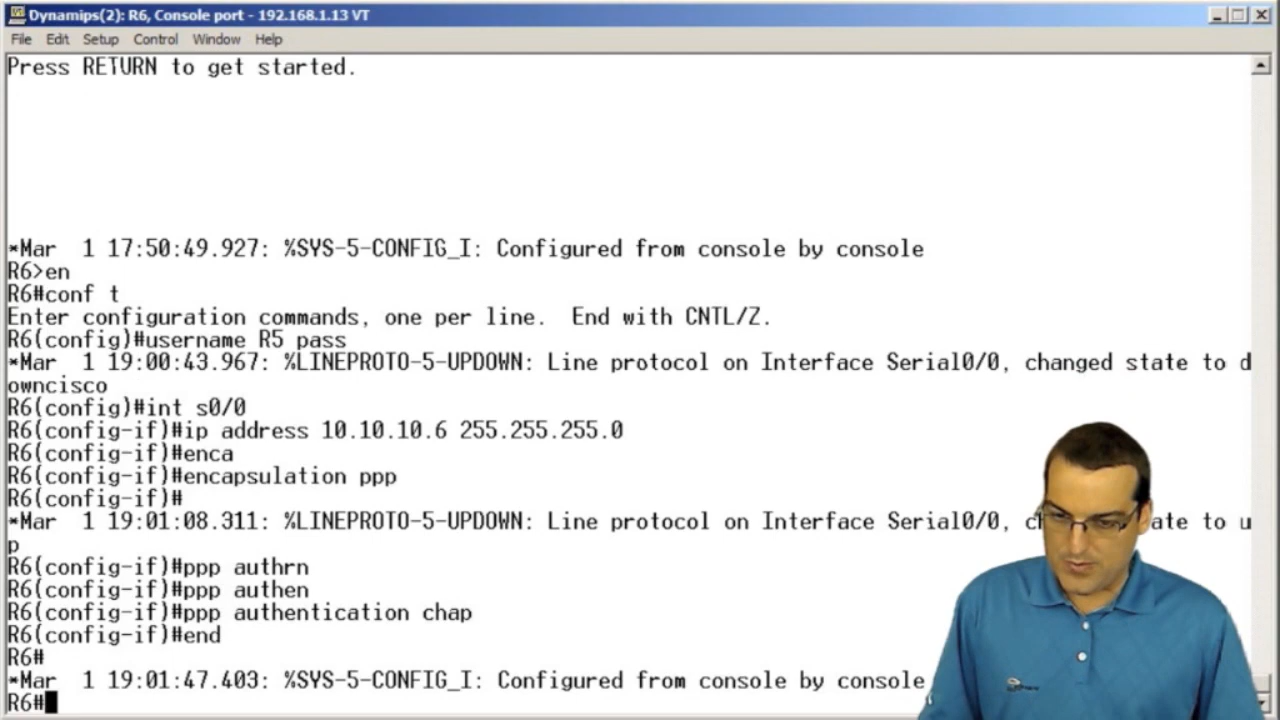 Dynamips(2): R6, Console port - 192.168.1.13 VT
File Edit Setup Control Window Help
Press RETURN to get started.
*Mar  1 17:50:49.927: %SYS-5-CONFIG_I: Configured from console by console
R6>en
R6#conf t
Enter configuration commands, one per line.  End with CNTL/Z.
R6(config)#username R5 pass
*Mar  1 19:00:43.967: %LINEPROTO-5-UPDOWN: Line protocol on Interface Serial0/0, changed state to d
owncisco
R6(config)#int s0/0
R6(config-if)#ip address 10.10.10.6 255.255.255.0
R6(config-if)#enca
R6(config-if)#encapsulation ppp
R6(config-if)#
*Mar  1 19:01:08.311: %LINEPROTO-5-UPDOWN: Line protocol on Interface Serial0/0, ate to u
p
R6(config-if)#ppp authrn
R6(config-if)#ppp authen
R6(config-if)#ppp authentication chap
R6(config-if)#end
R6#
*Mar  1 19:01:47.403: %SYS-5-CONFIG_I: Configured from console by console
R6#